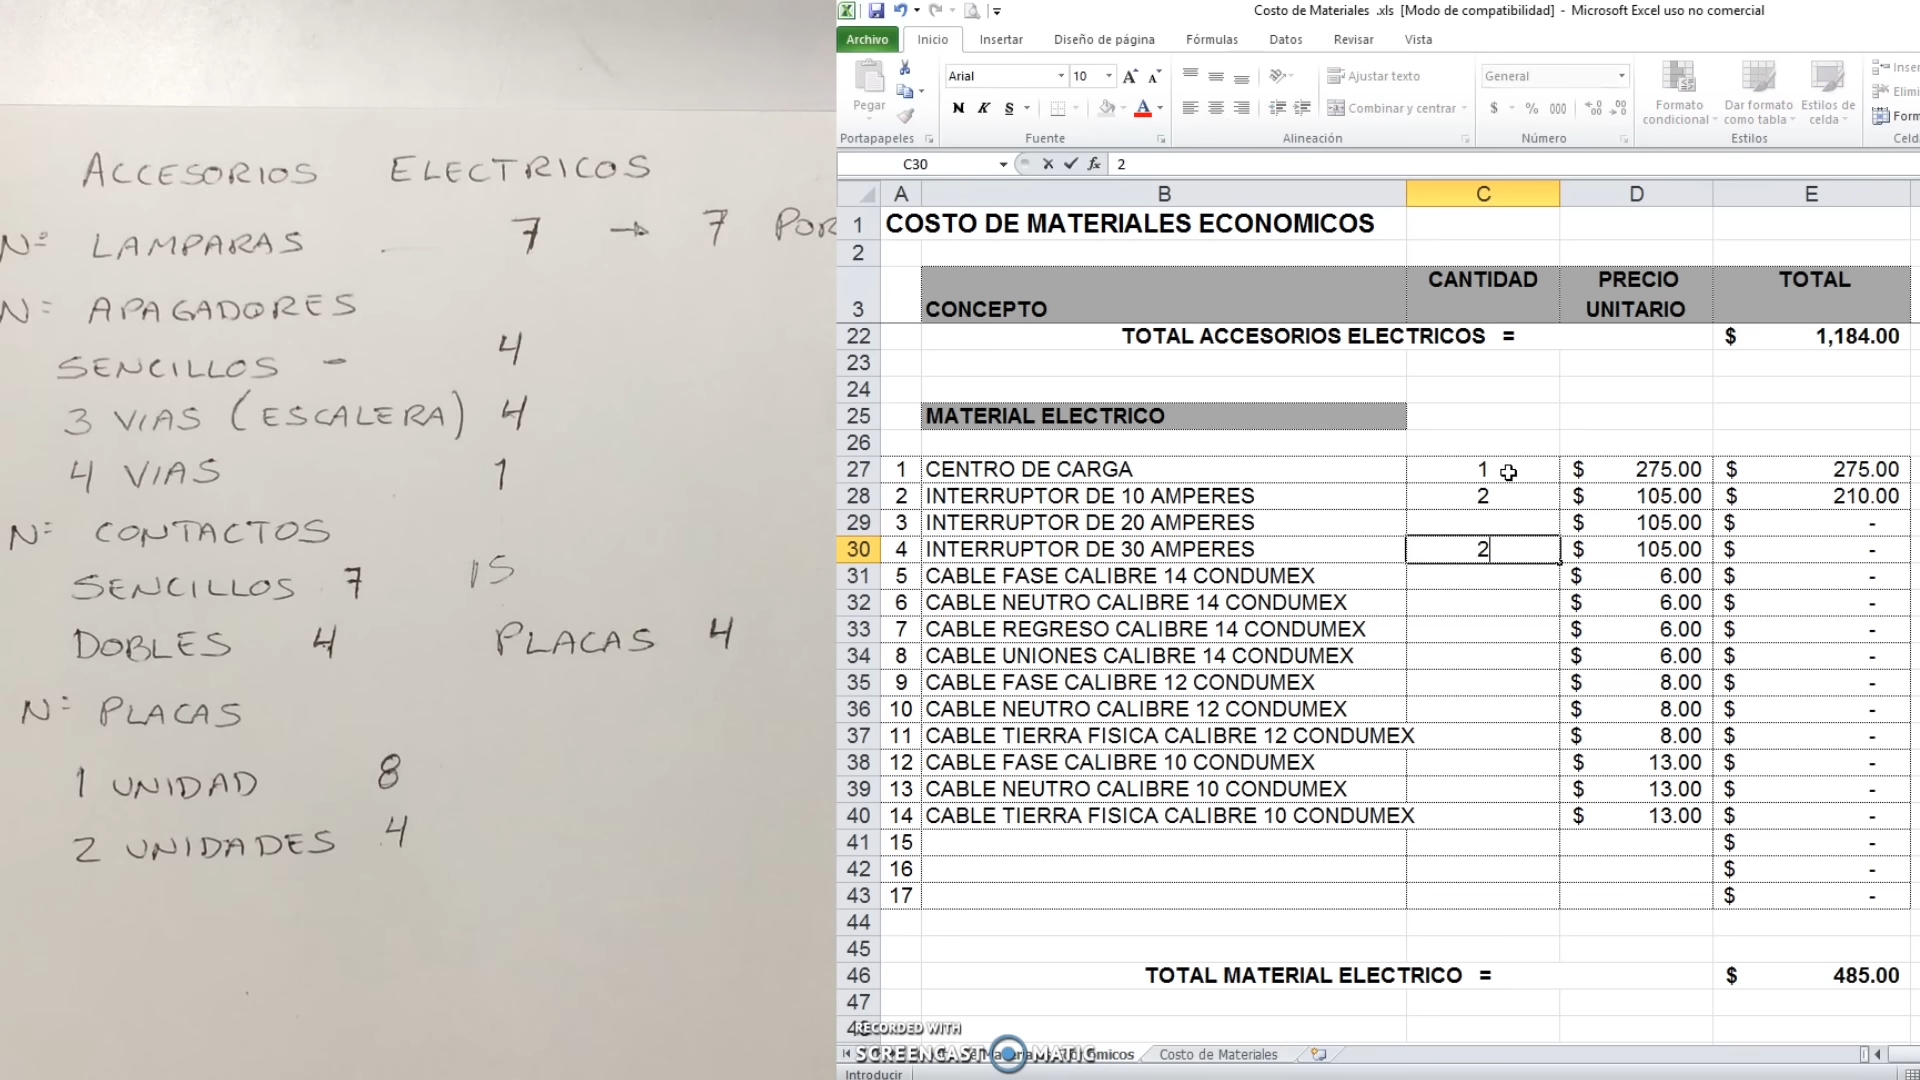 ACCESORIOS ELECTRICOS
Nº LAMPARAS 7 → 7 POR
Nº APAGADORES
SENCILLOS - 4
3 VIAS (ESCALERA) 4
4 VIAS 1
Nº CONTACTOS
SENCILLOS 7 15
DOBLES 4 PLACAS 4
Nº PLACAS
1 UNIDAD 8
2 UNIDADES 4
Costo de Materiales .xls [Modo de compatibilidad] - Microsoft Excel uso no comercial
Archivo Inicio Insertar Diseño de página Fórmulas Datos Revisar Vista
Arial 10 A A Ajustar texto General
Pegar N K S A Combinar y centrar $ % 000 Formato condicional Dar formato como tabla Estilos de celda
Portapapeles Fuente Alineación Número Estilos
C30 fx 2
A B C D E
1 COSTO DE MATERIALES ECONOMICOS
2
3 CONCEPTO CANTIDAD PRECIO UNITARIO TOTAL
22 TOTAL ACCESORIOS ELECTRICOS = $ 1,184.00
23
24
25 MATERIAL ELECTRICO
26
27 1 CENTRO DE CARGA 1 $ 275.00 $ 275.00
28 2 INTERRUPTOR DE 10 AMPERES 2 $ 105.00 $ 210.00
29 3 INTERRUPTOR DE 20 AMPERES $ 105.00 $ -
30 4 INTERRUPTOR DE 30 AMPERES 2 $ 105.00 $ -
31 5 CABLE FASE CALIBRE 14 CONDUMEX $ 6.00 $ -
32 6 CABLE NEUTRO CALIBRE 14 CONDUMEX $ 6.00 $ -
33 7 CABLE REGRESO CALIBRE 14 CONDUMEX $ 6.00 $ -
34 8 CABLE UNIONES CALIBRE 14 CONDUMEX $ 6.00 $ -
35 9 CABLE FASE CALIBRE 12 CONDUMEX $ 8.00 $ -
36 10 CABLE NEUTRO CALIBRE 12 CONDUMEX $ 8.00 $ -
37 11 CABLE TIERRA FISICA CALIBRE 12 CONDUMEX $ 8.00 $ -
38 12 CABLE FASE CALIBRE 10 CONDUMEX $ 13.00 $ -
39 13 CABLE NEUTRO CALIBRE 10 CONDUMEX $ 13.00 $ -
40 14 CABLE TIERRA FISICA CALIBRE 10 CONDUMEX $ 13.00 $ -
41 15 $ -
42 16 $ -
43 17 $ -
44
45
46 TOTAL MATERIAL ELECTRICO = $ 485.00
47
RECORDED WITH
SCREENCAST MATIC
Costo de Materiales
Introducir